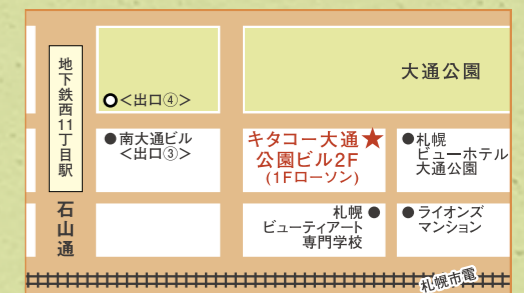 大通公園
地下鉄西11丁目駅
<出口④>
南大通ビル
<出口③>
キタコー大通★
公園ビル2F
(1Fローソン)
札幌
ビューホテル
大通公園
石山通
札幌
ビューティアート
専門学校
ライオンズ
マンション
札幌市電